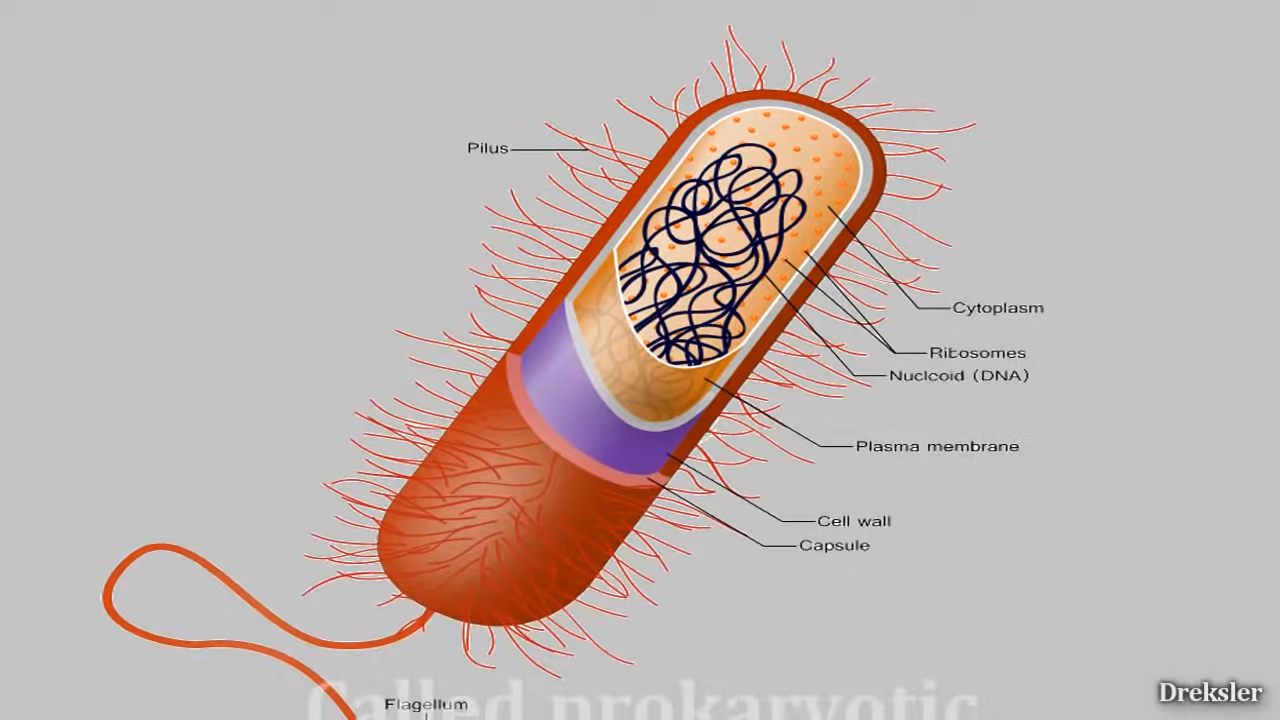 Pilus
Cytoplasm
Ribosomes
Nucleoid (DNA)
Plasma membrane
Cell wall
Capsule
Flagellum
Called prokaryotic
Dreksler